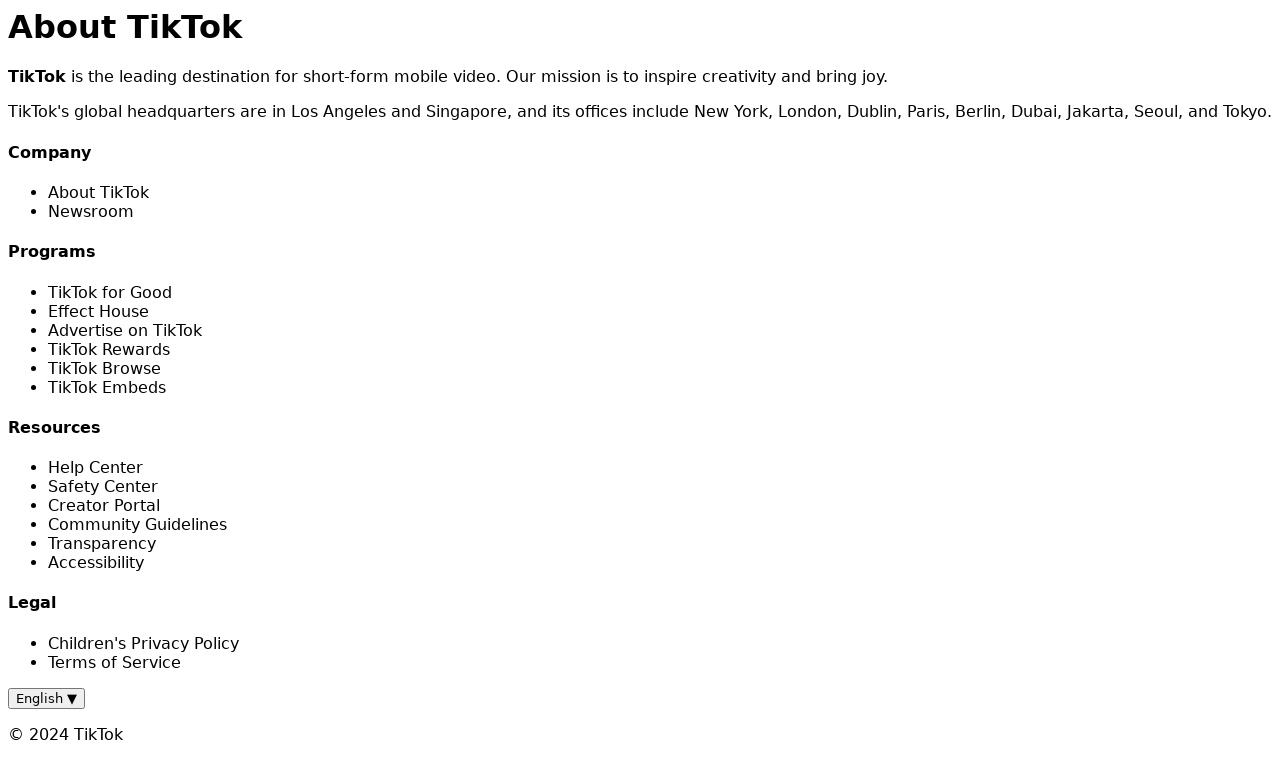 About TikTok
TikTok is the leading destination for short-form mobile video. Our mission is to inspire creativity and bring joy.
TikTok's global headquarters are in Los Angeles and Singapore, and its offices include New York, London, Dublin, Paris, Berlin, Dubai, Jakarta, Seoul, and Tokyo.
Company
• About TikTok
• Newsroom
Programs
• TikTok for Good
• Effect House
• Advertise on TikTok
• TikTok Rewards
• TikTok Browse
• TikTok Embeds
Resources
• Help Center
• Safety Center
• Creator Portal
• Community Guidelines
• Transparency
• Accessibility
Legal
• Children's Privacy Policy
• Terms of Service
English ▼
© 2024 TikTok